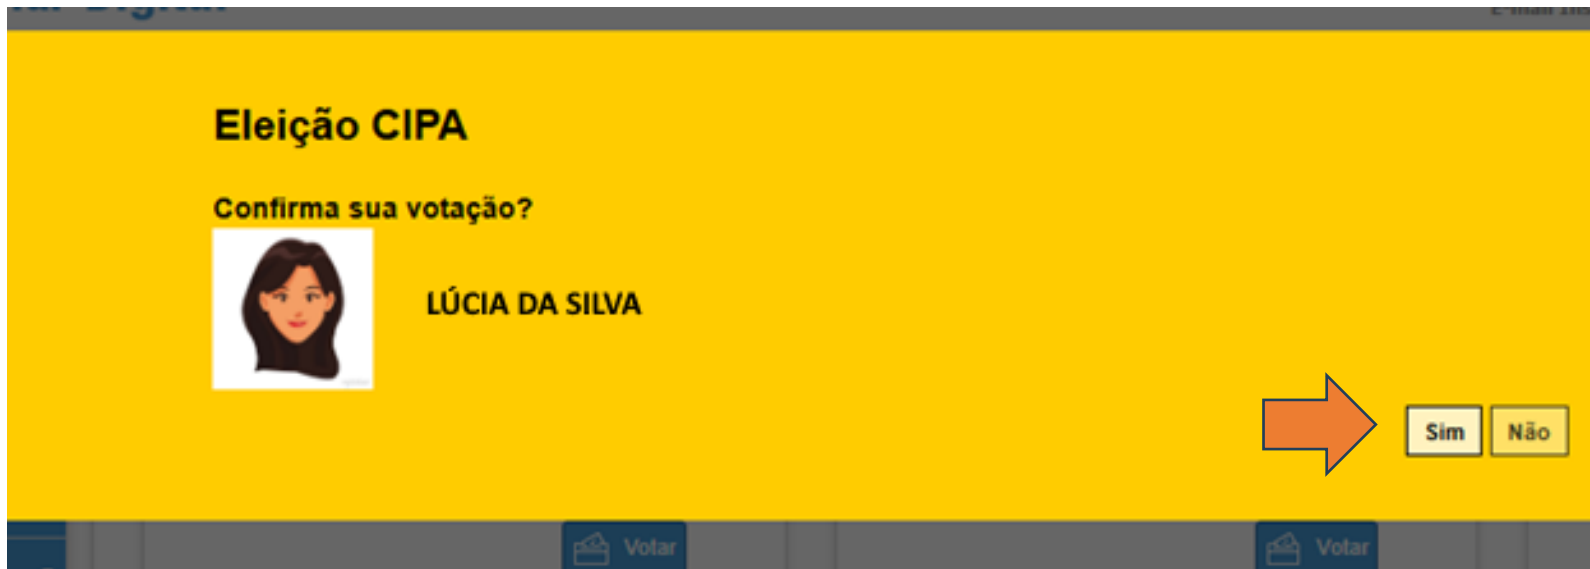 Eleição CIPA
Confirma sua votação?
LÚCIA DA SILVA
Sim Não
Votar Votar